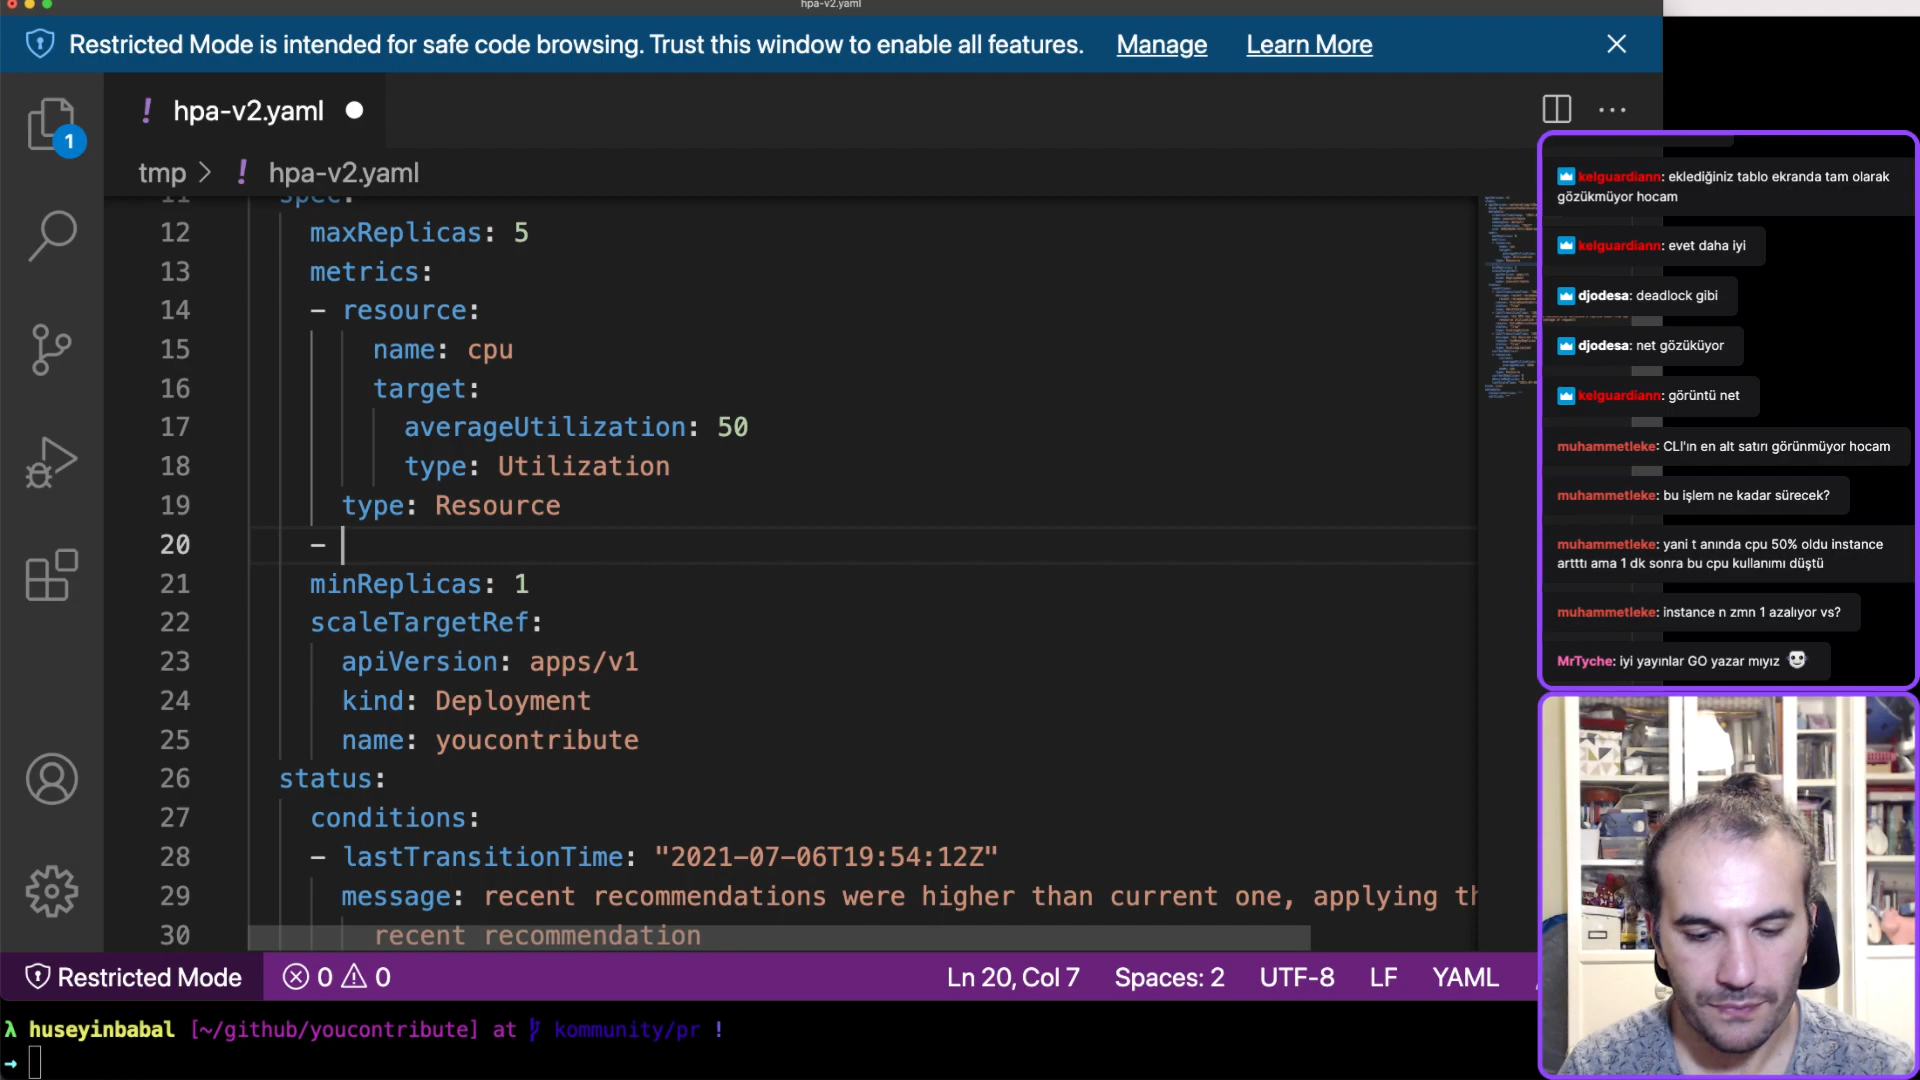 hpa-v2.yaml
Restricted Mode is intended for safe code browsing. Trust this window to enable all features. Manage Learn More
hpa-v2.yaml
1
tmp > hpa-v2.yaml
11 spec:
12 maxReplicas: 5
13 metrics:
14 - resource:
15 name: cpu
16 target:
17 averageUtilization: 50
18 type: Utilization
19 type: Resource
20 -
21 minReplicas: 1
22 scaleTargetRef:
23 apiVersion: apps/v1
24 kind: Deployment
25 name: youcontribute
26 status:
27 conditions:
28 - lastTransitionTime: "2021-07-06T19:54:12Z"
29 message: recent recommendations were higher than current one, applying th
30 recent recommendation
Restricted Mode 0 0 Ln 20, Col 7 Spaces: 2 UTF-8 LF YAML
λ huseyinbabal [~/github/youcontribute] at kommunity/pr !
→
kelguardiann: eklediğiniz tablo ekranda tam olarak
gözükmüyor hocam
kelguardiann: evet daha iyi
djodesa: deadlock gibi
djodesa: net gözüküyor
kelguardiann: görüntü net
muhammetleke: CLI'ın en alt satırı görünmüyor hocam
muhammetleke: bu işlem ne kadar sürecek?
muhammetleke: yani t anında cpu 50% oldu instance
artttı ama 1 dk sonra bu cpu kullanımı düştü
muhammetleke: instance n zmn 1 azalıyor vs?
MrTyche: iyi yayınlar GO yazar mıyız